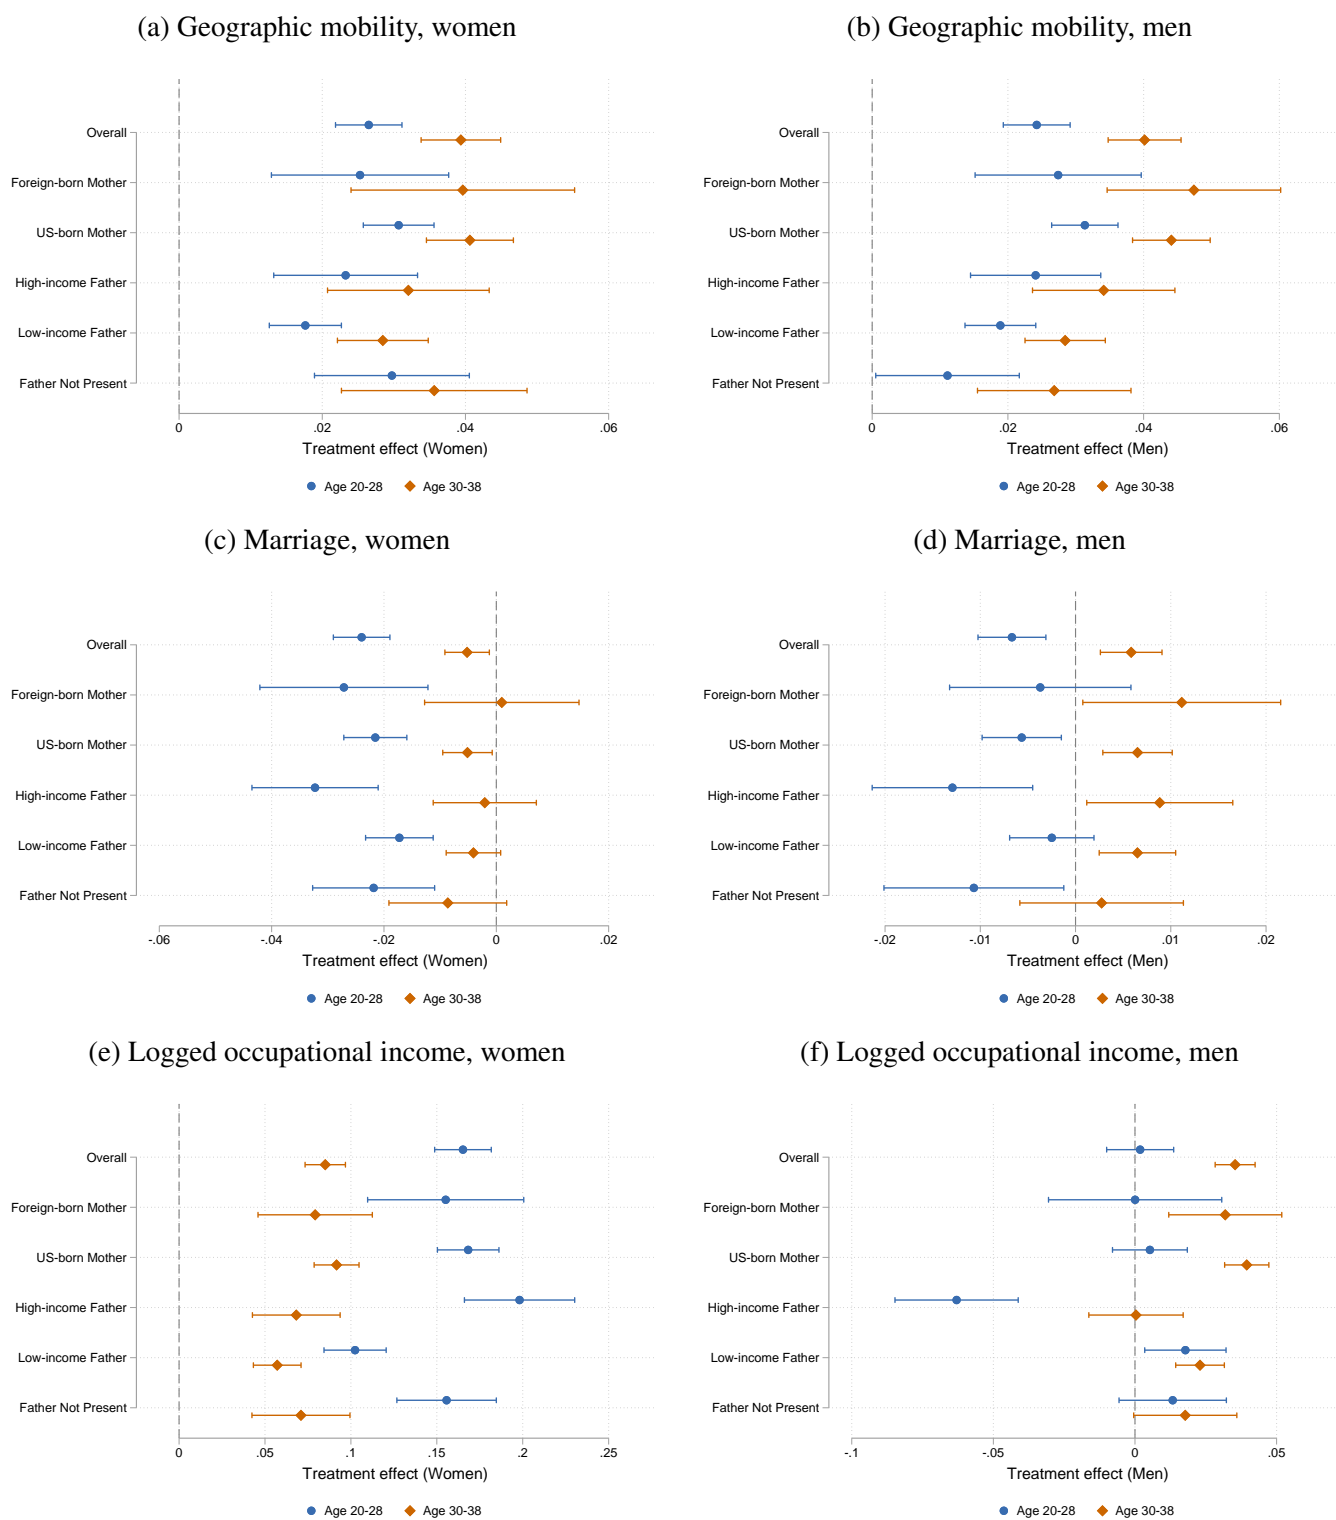 (a) Geographic mobility, women
Overall
Foreign-born Mother
US-born Mother
High-income Father
Low-income Father
Father Not Present
0 .02 .04 .06
Treatment effect (Women)
Age 20-28 Age 30-38
(b) Geographic mobility, men
Overall
Foreign-born Mother
US-born Mother
High-income Father
Low-income Father
Father Not Present
0 .02 .04 .06
Treatment effect (Men)
Age 20-28 Age 30-38
(c) Marriage, women
Overall
Foreign-born Mother
US-born Mother
High-income Father
Low-income Father
Father Not Present
-.06 -.04 -.02 0 .02
Treatment effect (Women)
Age 20-28 Age 30-38
(d) Marriage, men
Overall
Foreign-born Mother
US-born Mother
High-income Father
Low-income Father
Father Not Present
-.02 -.01 0 .01 .02
Treatment effect (Men)
Age 20-28 Age 30-38
(e) Logged occupational income, women
Overall
Foreign-born Mother
US-born Mother
High-income Father
Low-income Father
Father Not Present
0 .05 .1 .15 .2 .25
Treatment effect (Women)
Age 20-28 Age 30-38
(f) Logged occupational income, men
Overall
Foreign-born Mother
US-born Mother
High-income Father
Low-income Father
Father Not Present
-.1 -.05 0 .05
Treatment effect (Men)
Age 20-28 Age 30-38